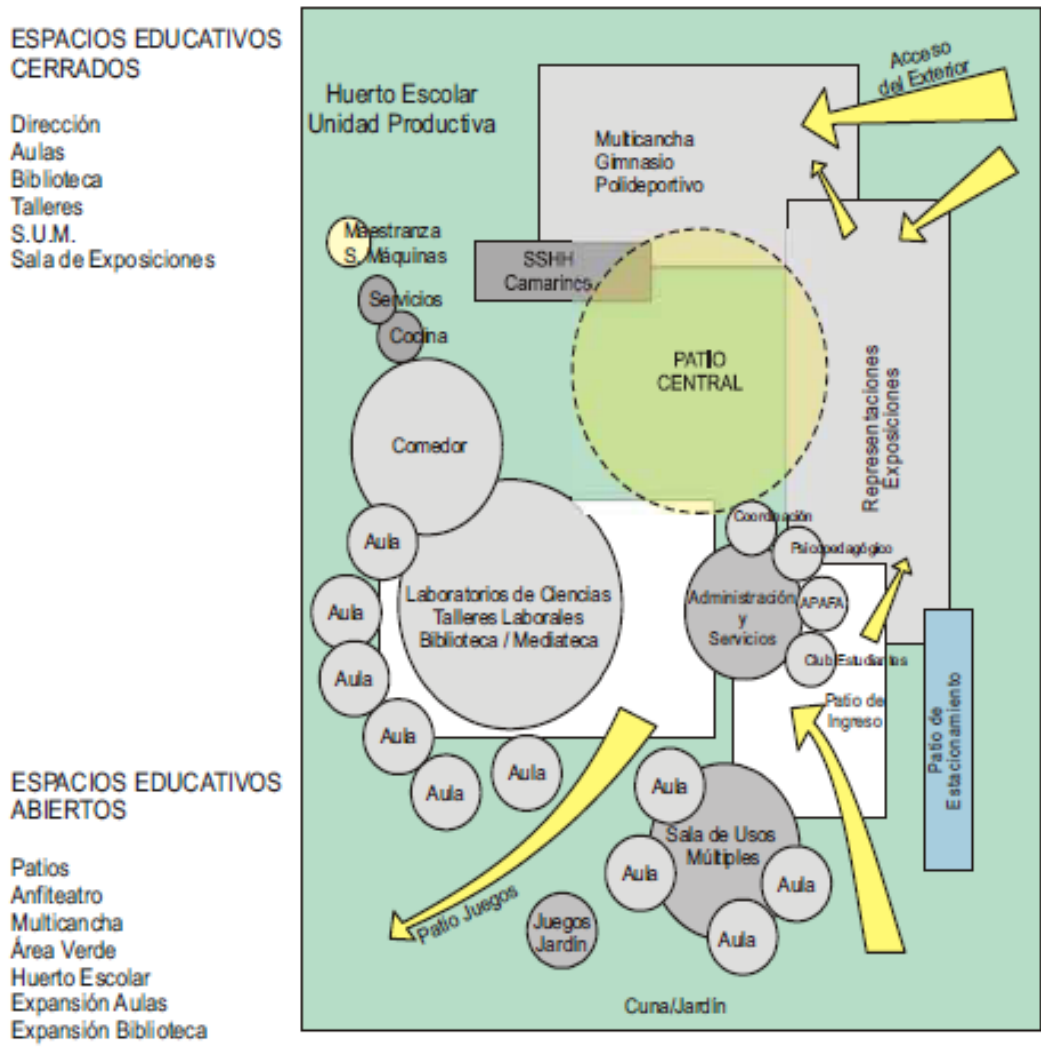 ESPACIOS EDUCATIVOS
CERRADOS
Dirección
Aulas
Biblioteca
Talleres
S.U.M.
Sala de Exposiciones
ESPACIOS EDUCATIVOS
ABIERTOS
Patios
Anfiteatro
Multicancha
Área Verde
Huerto Escolar
Expansión Aulas
Expansión Biblioteca
Huerto Escolar
Unidad Productiva
Acceso
del Exterior
Multicancha
Gimnasio
Polideportivo
Maestranza
S. Máquinas
SSHH
Camarines
Servicios
Cocina
PATIO
CENTRAL
Representaciones
Exposiciones
Comedor
Coordinación
Psicopedagógico
Aula
Laboratorios de Ciencias
Talleres Laborales
Biblioteca / Mediateca
Administración
y
Servicios
APAFA
Club Estudiantes
Aula
Aula
Patio de
Ingreso
Patio de
Estacionamiento
Aula
Aula
Aula
Aula
Sala de Usos
Múltiples
Aula
Aula
Aula
Patio Juegos
Juegos
Jardín
Cuna/Jardín